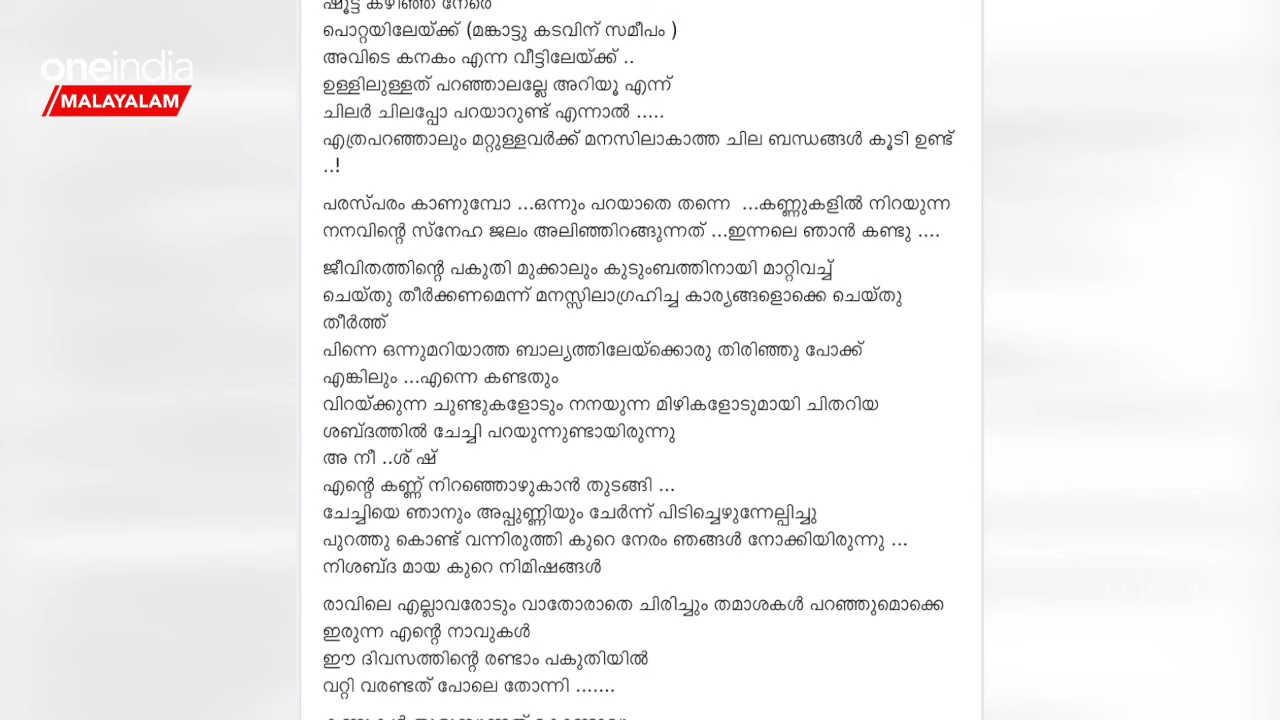 ഷൂട്ട് കഴിഞ്ഞ് നേരെ
പൊറ്റയിലേയ്ക്ക് (മങ്കാട്ടു കടവിന് സമീപം )
അവിടെ കനകം എന്ന വീട്ടിലേയ്ക്ക് ..
oneindia
MALAYALAM
ഉള്ളിലുള്ളത് പറഞ്ഞാലല്ലേ അറിയൂ എന്ന്
ചിലർ ചിലപ്പോ പറയാറുണ്ട് എന്നാൽ .....
എത്രപറഞ്ഞാലും മറ്റുള്ളവർക്ക് മനസിലാകാത്ത ചില ബന്ധങ്ങൾ കൂടി ഉണ്ട്
..!
പരസ്പരം കാണുമ്പോ ...ഒന്നും പറയാതെ തന്നെ ...കണ്ണുകളിൽ നിറയുന്ന
നനവിന്റെ സ്നേഹ ജലം അലിഞ്ഞിറങ്ങുന്നത് ...ഇന്നലെ ഞാൻ കണ്ടു ....
ജീവിതത്തിന്റെ പകുതി മുക്കാലും കുടുംബത്തിനായി മാറ്റിവച്ച്
ചെയ്തു തീർക്കണമെന്ന് മനസ്സിലാഗ്രഹിച്ച കാര്യങ്ങളൊക്കെ ചെയ്തു
തീർത്ത്
പിന്നെ ഒന്നുമറിയാത്ത ബാല്യത്തിലേയ്ക്കൊരു തിരിഞ്ഞു പോക്ക്
എങ്കിലും ...എന്നെ കണ്ടതും
വിറയ്ക്കുന്ന ചുണ്ടുകളോടും നനയുന്ന മിഴികളോടുമായി ചിതറിയ
ശബ്ദത്തിൽ ചേച്ചി പറയുന്നുണ്ടായിരുന്നു
അ നീ ..ശ് ഷ്
എന്റെ കണ്ണ് നിറഞ്ഞൊഴുകാൻ തുടങ്ങി ...
ചേച്ചിയെ ഞാനും അപ്പുണ്ണിയും ചേർന്ന് പിടിച്ചെഴുന്നേല്പിച്ചു
പുറത്തു കൊണ്ട് വന്നിരുത്തി കുറെ നേരം ഞങ്ങൾ നോക്കിയിരുന്നു ...
നിശബ്ദ മായ കുറെ നിമിഷങ്ങൾ
രാവിലെ എല്ലാവരോടും വാതോരാതെ ചിരിച്ചും തമാശകൾ പറഞ്ഞുമൊക്കെ
ഇരുന്ന എന്റെ നാവുകൾ
ഈ ദിവസത്തിന്റെ രണ്ടാം പകുതിയിൽ
വറ്റി വരണ്ടത് പോലെ തോന്നി .......